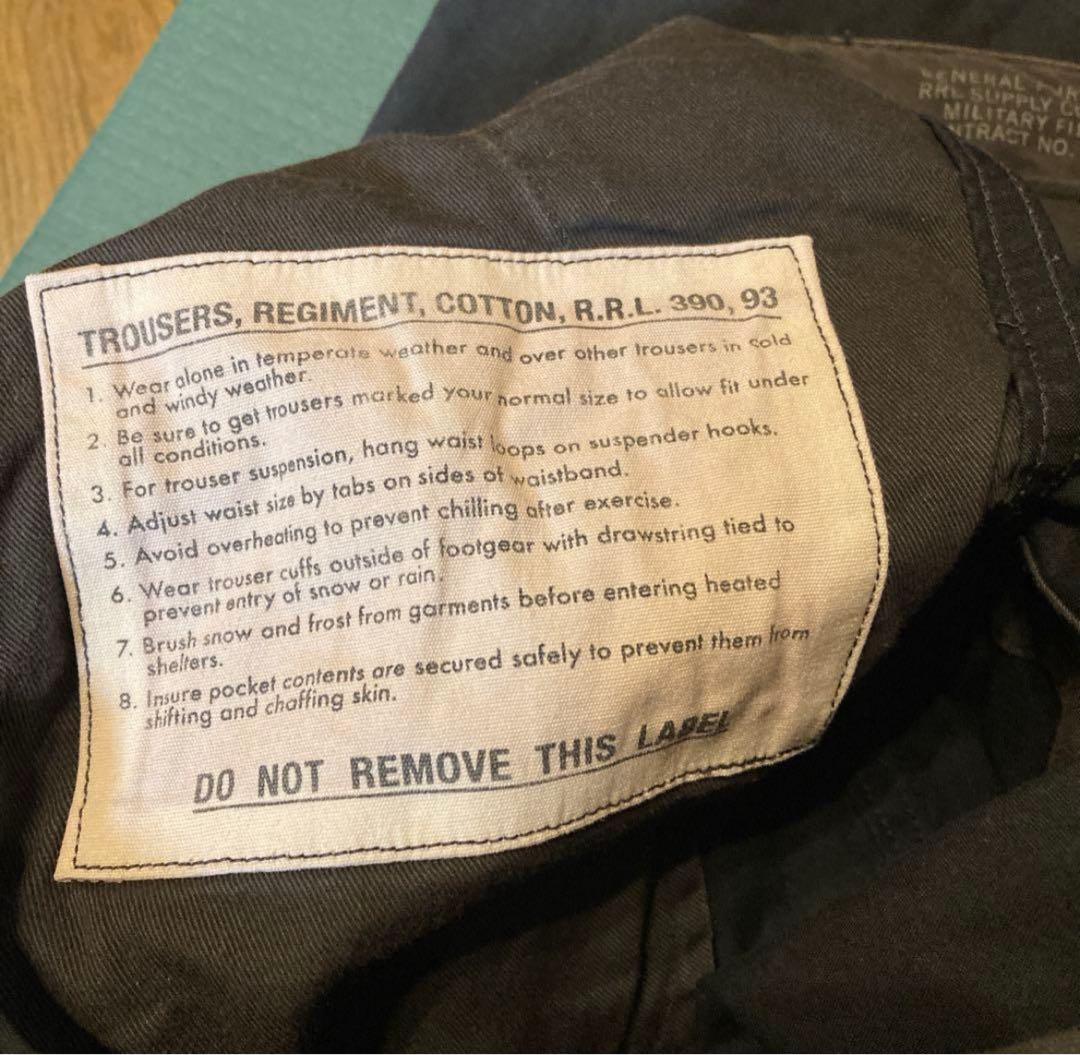 RRL SUPPLY
MILITARY
NO.
TROUSERS, REGIMENT, COTTON, R.R.L. 390, 93
1. Wear alone in temperate weather and over other trousers in cold
and windy weather.
2. Be sure to get trousers marked your normal size to allow fit under
all conditions.
3. For trouser suspension, hang waist loops on suspender hooks.
4. Adjust waist size by tabs on sides of waistband.
5. Avoid overheating to prevent chilling after exercise.
6. Wear trouser cuffs outside of footgear with drawstring tied to
prevent entry of snow or rain.
7. Brush snow and frost from garments before entering heated
shelters.
8. Insure pocket contents are secured safely to prevent them from
shifting and chaffing skin.
DO NOT REMOVE THIS LABEL